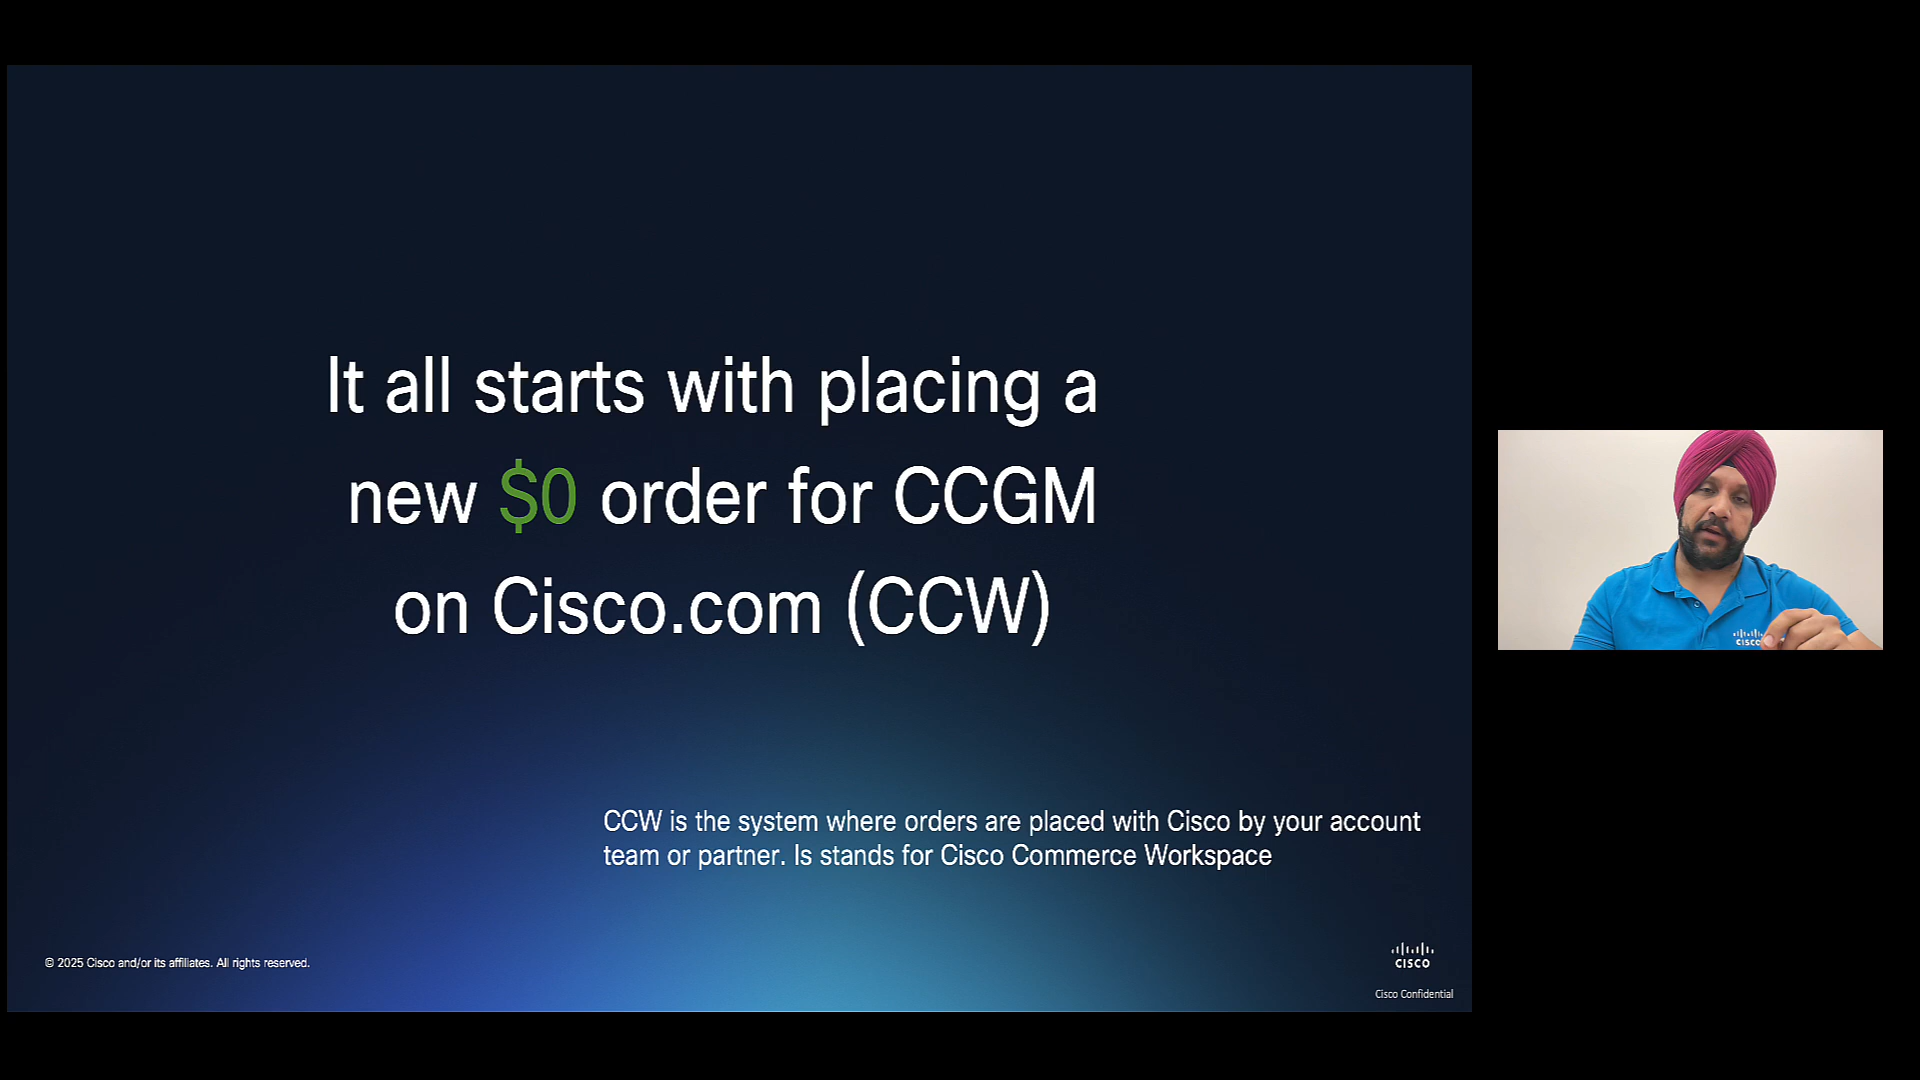 It all starts with placing a
new $0 order for CCGM
on Cisco.com (CCW)
CCW is the system where orders are placed with Cisco by your account
team or partner. Is stands for Cisco Commerce Workspace
© 2025 Cisco and/or its affiliates. All rights reserved.
CISCO
Cisco Confidential
CISCO